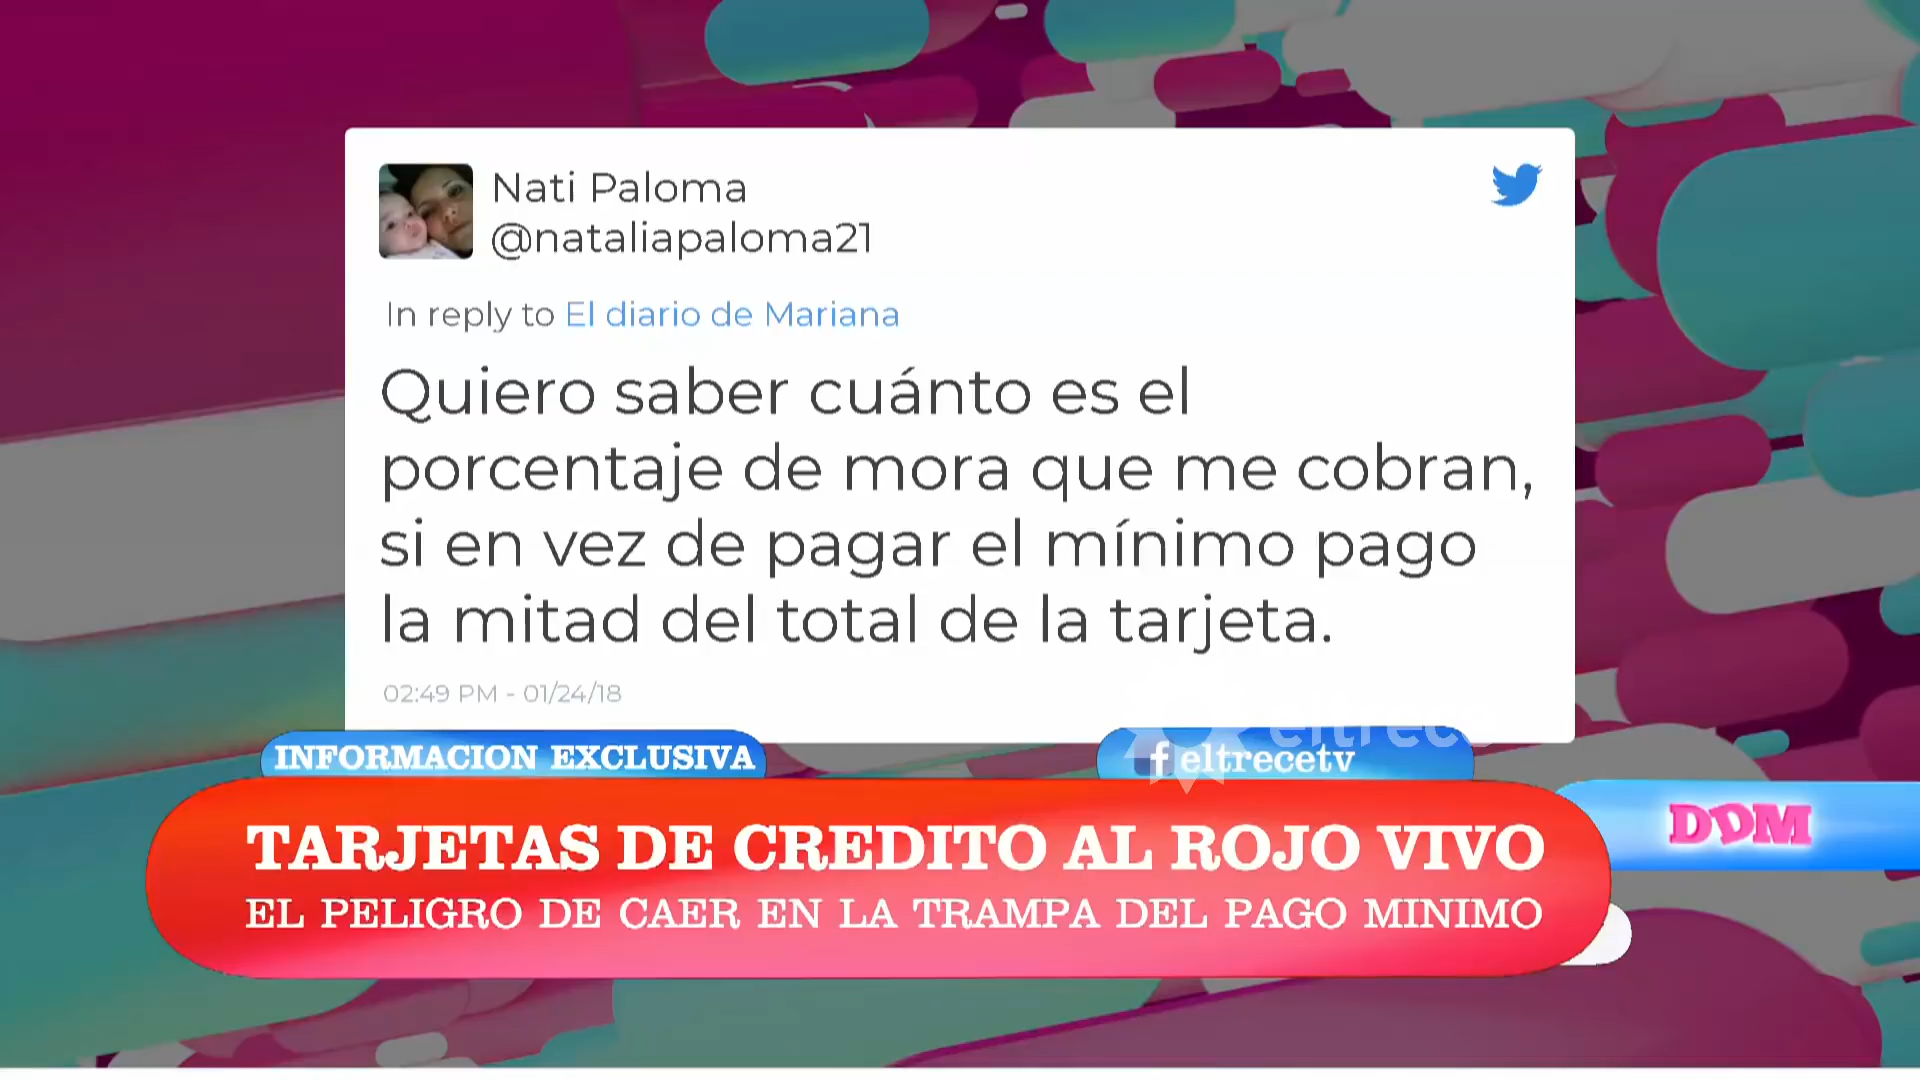 Nati Paloma
@nataliapaloma21
In reply to El diario de Mariana
Quiero saber cuánto es el
porcentaje de mora que me cobran,
si en vez de pagar el mínimo pago
la mitad del total de la tarjeta.
02:49 PM - 01/24/18
eltrece
INFORMACION EXCLUSIVA
f eltrecetv
TARJETAS DE CREDITO AL ROJO VIVO
DDM
EL PELIGRO DE CAER EN LA TRAMPA DEL PAGO MINIMO